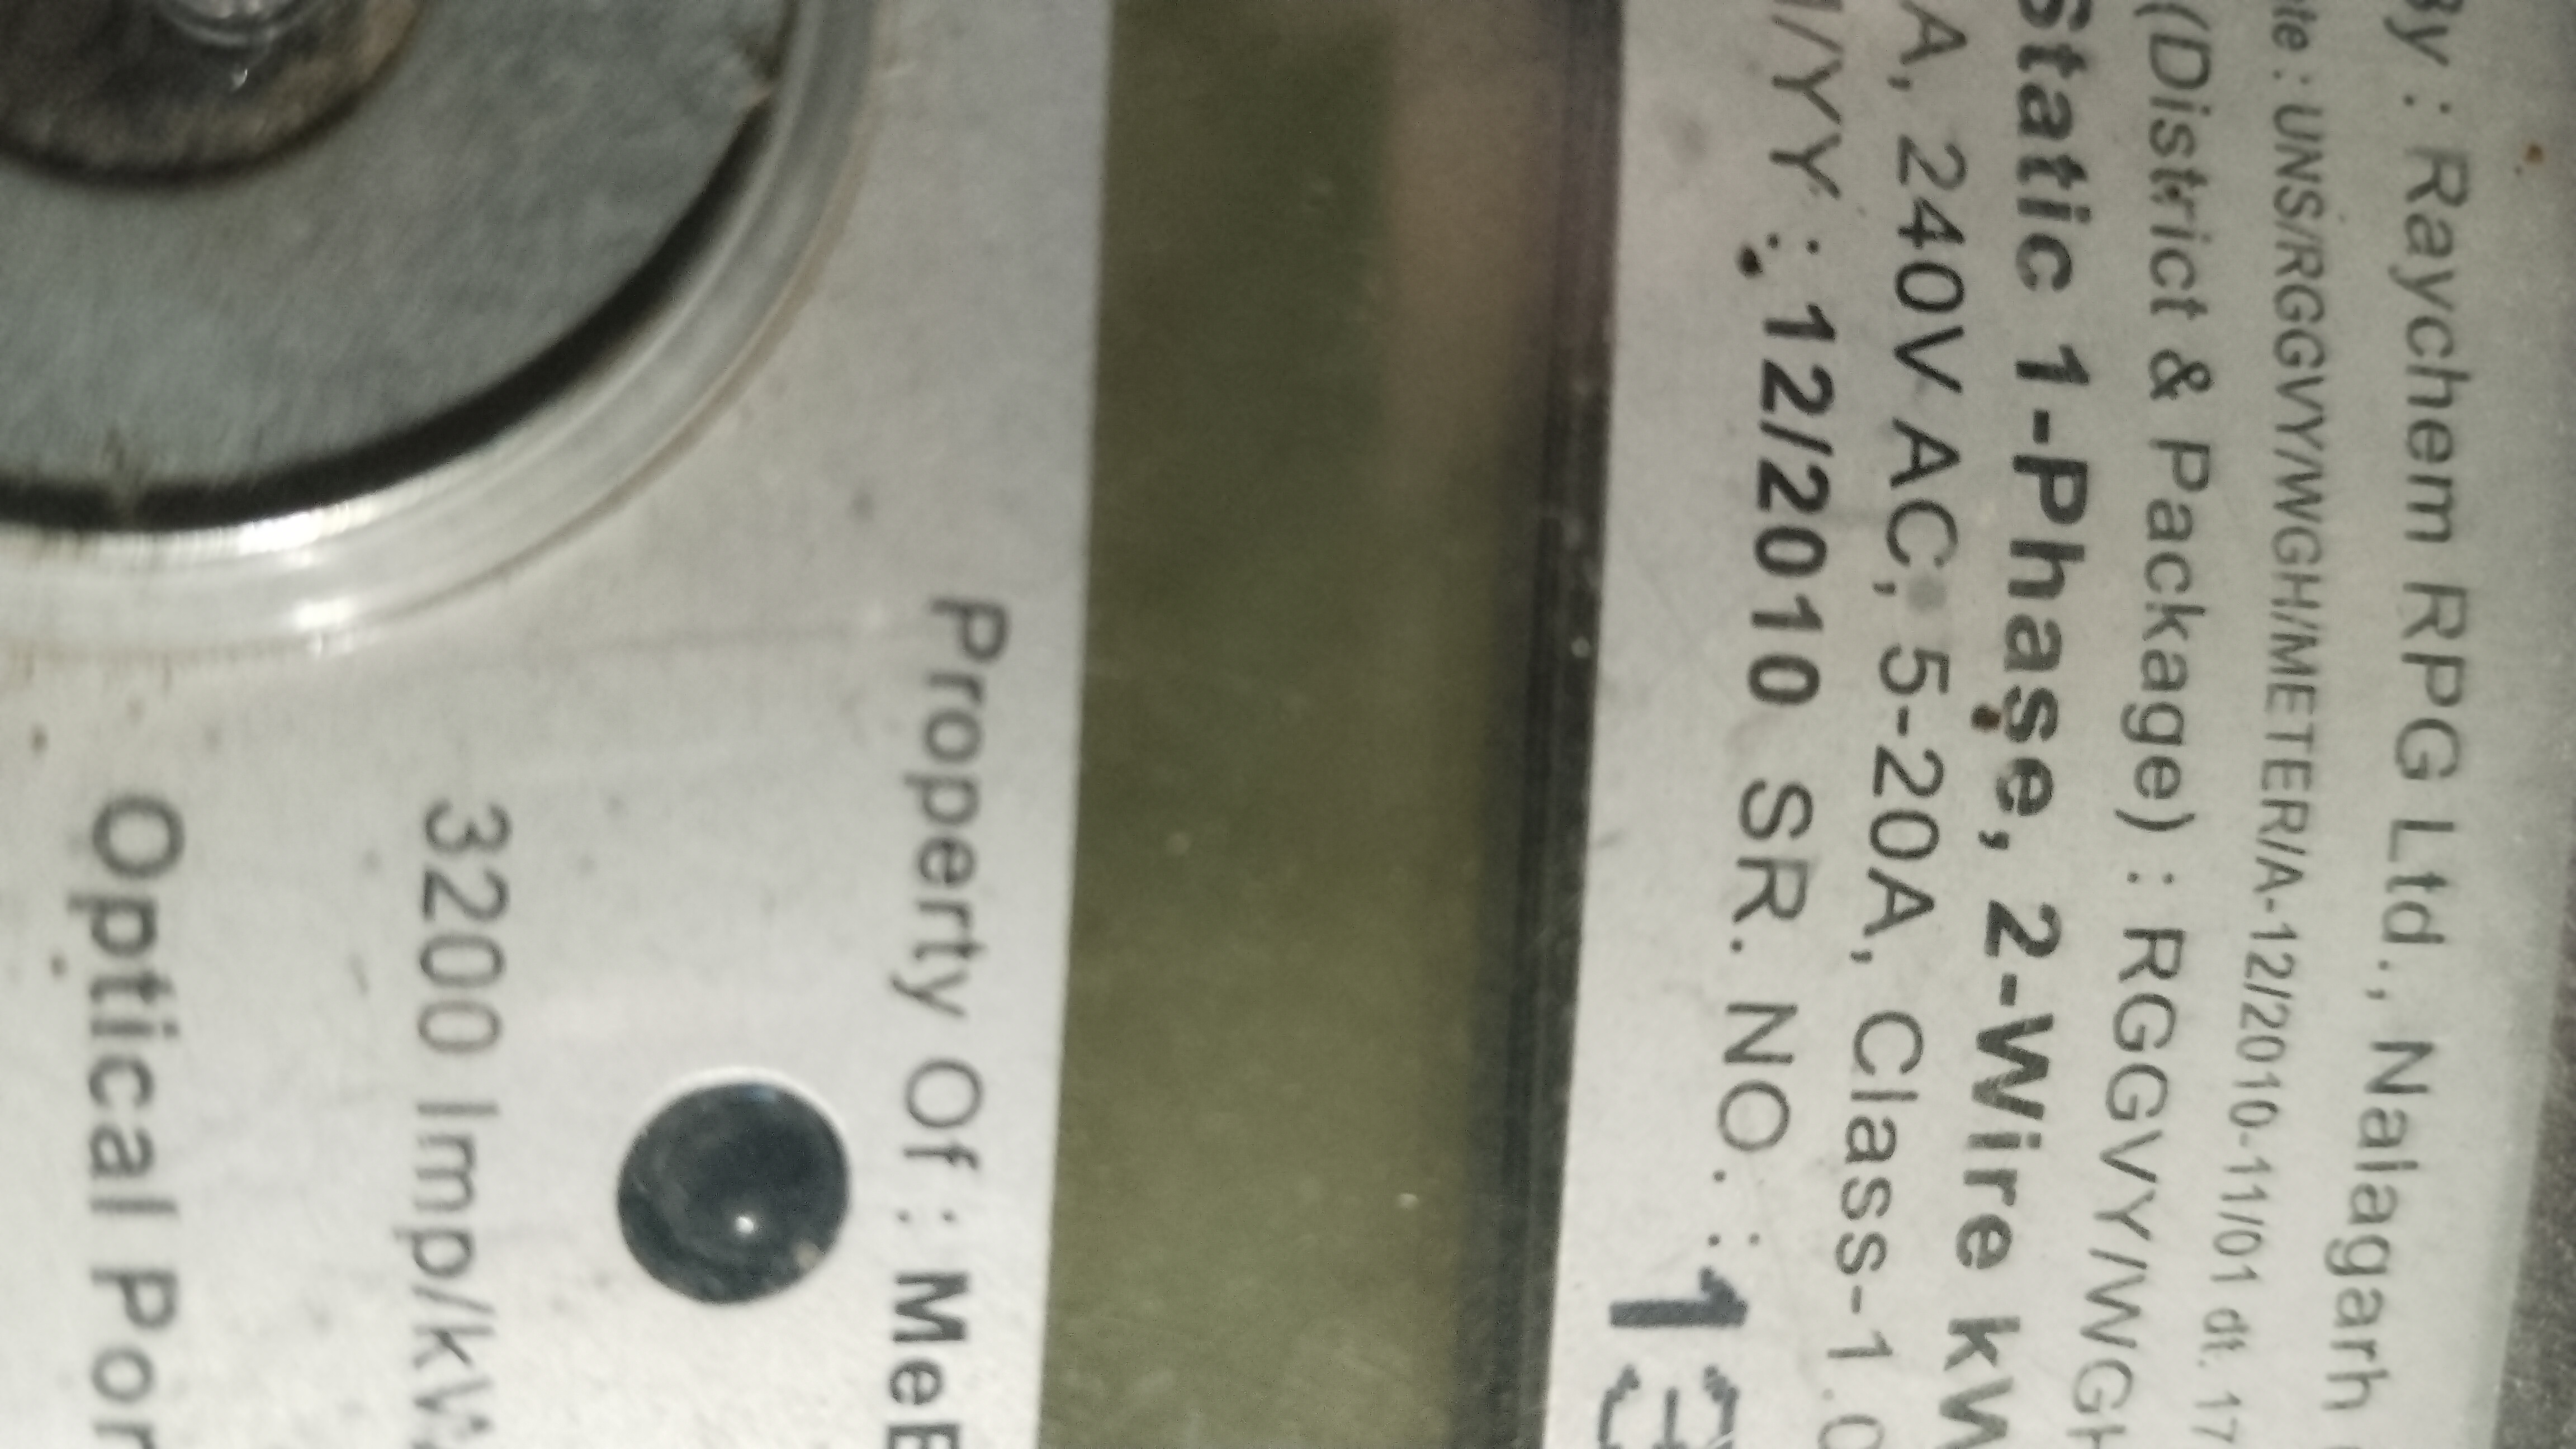 By : Raychem RPG Ltd., Nalagarh
UNS/RGGVY/WGH/METER/A-12/2010-11/01 dt. 17
(District & Package) : RGGVY/WGH
Static 1-Phase, 2-Wire kW
A, 240V AC, 5-20A, Class-1.0
/YY : 12/2010 SR. NO. : 13
Property Of : MeE
3200 Imp/kW
Optical Por